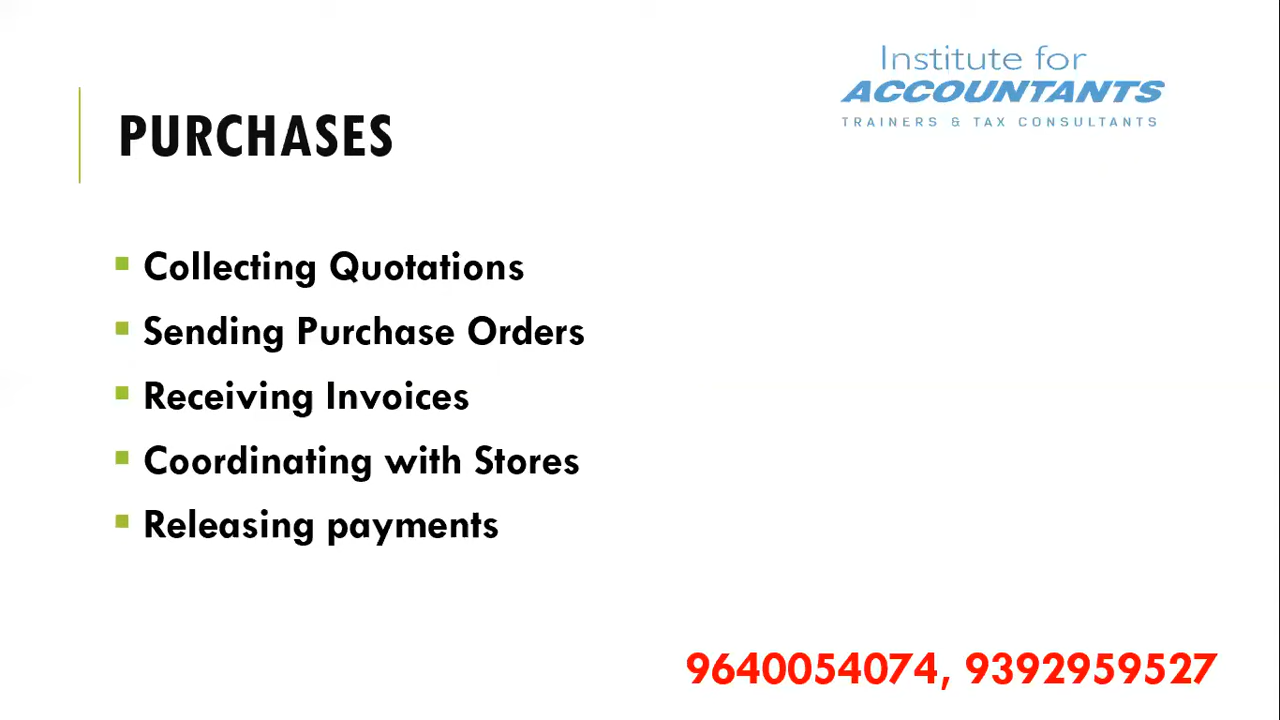 Institute for
ACCOUNTANTS
TRAINERS & TAX CONSULTANTS
PURCHASES
Collecting Quotations
Sending Purchase Orders
Receiving Invoices
Coordinating with Stores
Releasing payments
9640054074, 9392959527